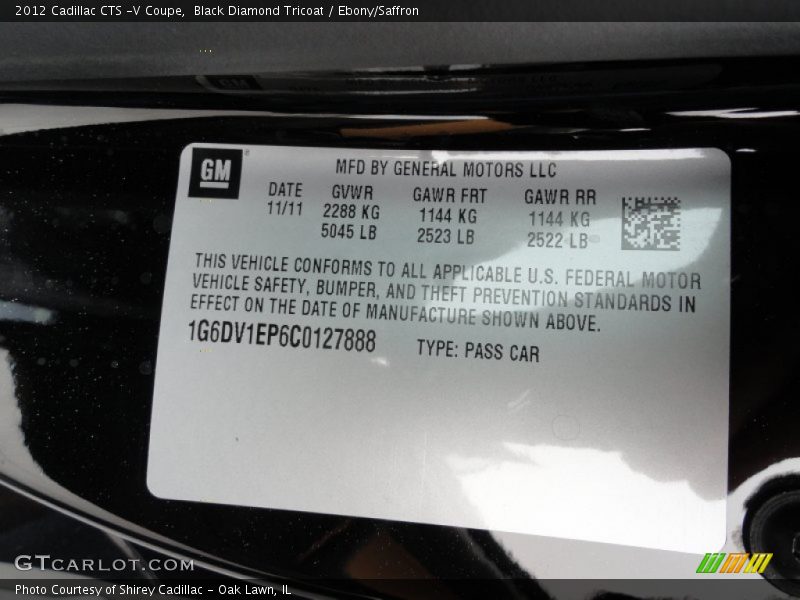 2012 Cadillac CTS -V Coupe,  Black Diamond Tricoat / Ebony/Saffron
GM
MFD BY GENERAL MOTORS LLC
DATE GVWR GAWR FRT GAWR RR
11/11 2288 KG 1144 KG 1144 KG
5045 LB 2523 LB 2522 LB
THIS VEHICLE CONFORMS TO ALL APPLICABLE U.S. FEDERAL MOTOR
VEHICLE SAFETY, BUMPER, AND THEFT PREVENTION STANDARDS IN
EFFECT ON THE DATE OF MANUFACTURE SHOWN ABOVE.
1G6DV1EP6C0127888 TYPE: PASS CAR
GTCARLOT.COM
Photo Courtesy of Shirey Cadillac - Oak Lawn, IL